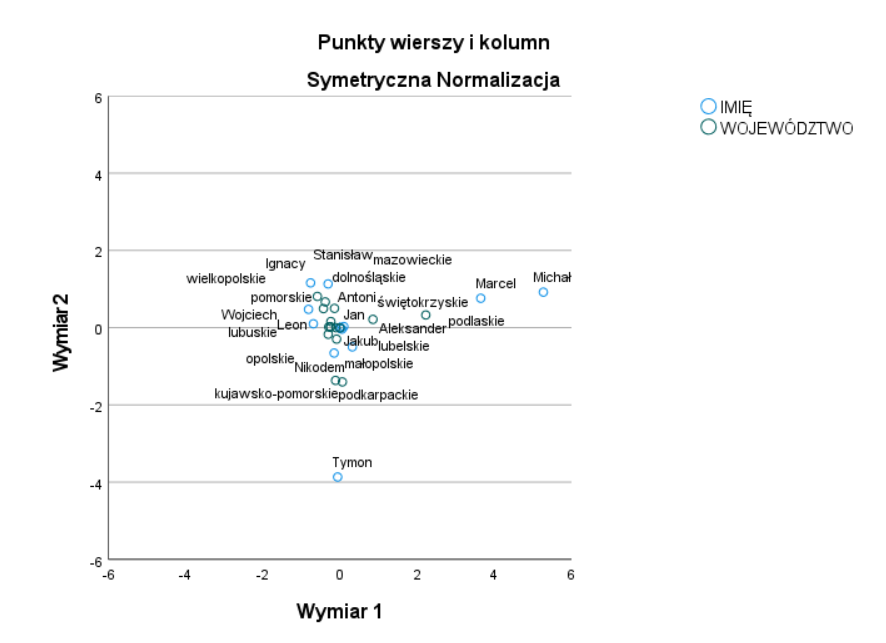 Punkty wierszy i kolumn
Symetryczna Normalizacja
IMIĘ
WOJEWÓDZTWO
6
4
2
0
-2
-4
-6
Wymiar 2
Stanisław
mazowieckie
Ignacy
wielkopolskie
dolnośląskie
Marcel
Michał
pomorskie
Antoni
świętokrzyskie
Wojciech
Jan
podlaskie
Leon
Aleksander
lubuskie
Jakub
lubelskie
opolskie
Nikodem
małopolskie
kujawsko-pomorskie
podkarpackie
Tymon
-6 -4 -2 0 2 4 6
Wymiar 1